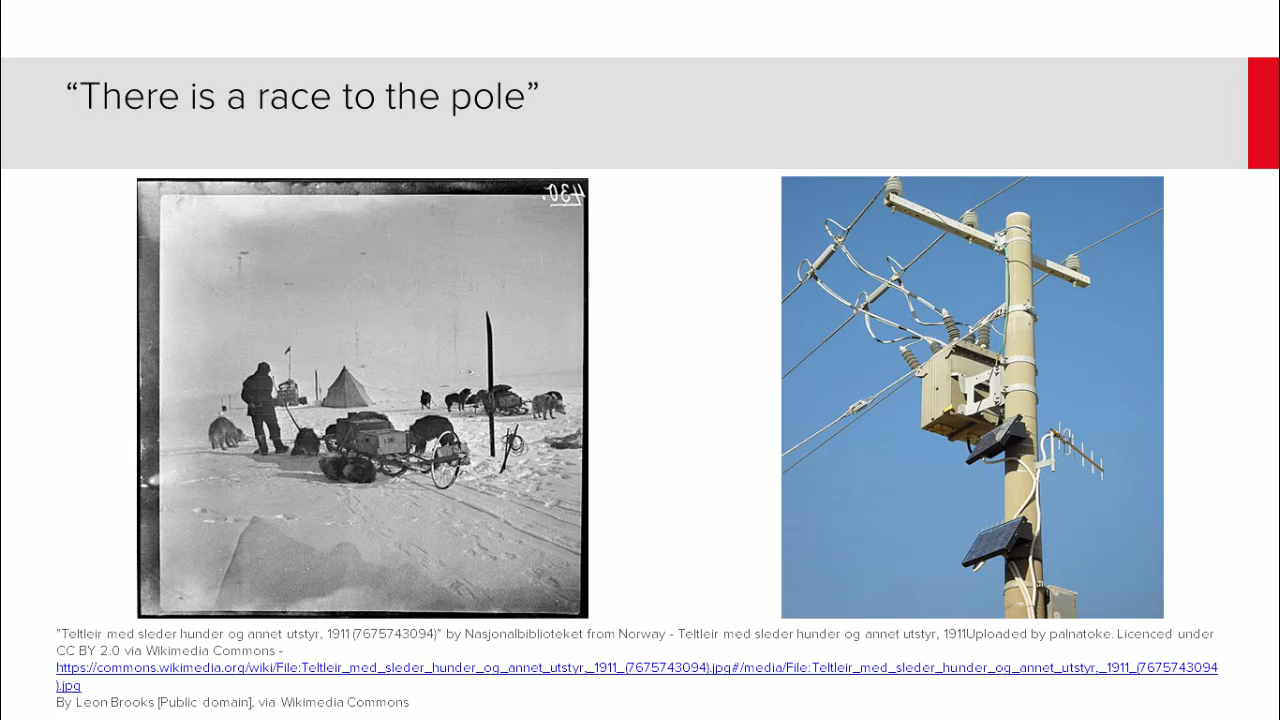 “There is a race to the pole”
430.
"Teltleir med sleder hunder og annet utstyr, 1911 (7675743094)" by Nasjonalbiblioteket from Norway - Teltleir med sleder hunder og annet utstyr, 1911Uploaded by palnatoke. Licenced under
CC BY 2.0 via Wikimedia Commons -
https://commons.wikimedia.org/wiki/File:Teltleir_med_sleder_hunder_og_annet_utstyr,_1911_(7675743094).jpg#/media/File:Teltleir_med_sleder_hunder_og_annet_utstyr,_1911_(7675743094
).jpg
By Leon Brooks [Public domain], via Wikimedia Commons